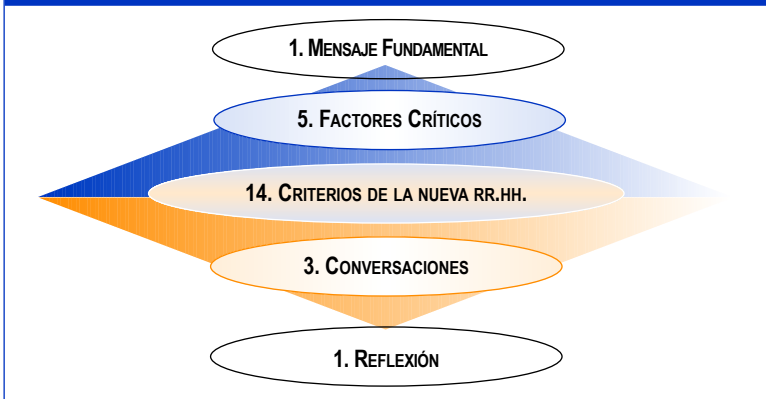 1. Mensaje Fundamental
5. Factores Críticos
14. Criterios de la nueva RR.HH.
3. Conversaciones
1. Reflexión